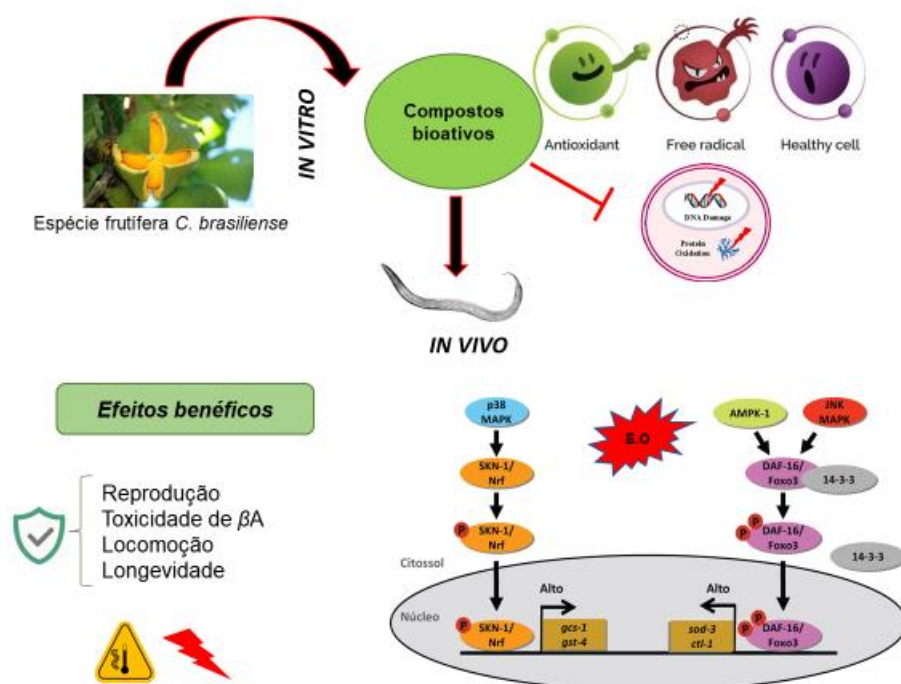 IN VITRO
Compostos
bioativos
Antioxidant
Free radical
Healthy cell
Espécie frutífera C. brasiliense
DNA Damage
Protein
Oxidation
IN VIVO
Efeitos benéficos
Reprodução
Toxicidade de βA
Locomoção
Longevidade
p38
MAPK
SKN-1/
Nrf
P
SKN-1/
Nrf
Citossol
Núcleo
P
SKN-1/
Nrf
Alto
gcs-1
gst-4
E.O
AMPK-1
JNK
MAPK
DAF-16/
Foxo3
14-3-3
P
P
DAF-16/
Foxo3
14-3-3
Alto
sod-3
ctl-1
P
P
DAF-16/
Foxo3